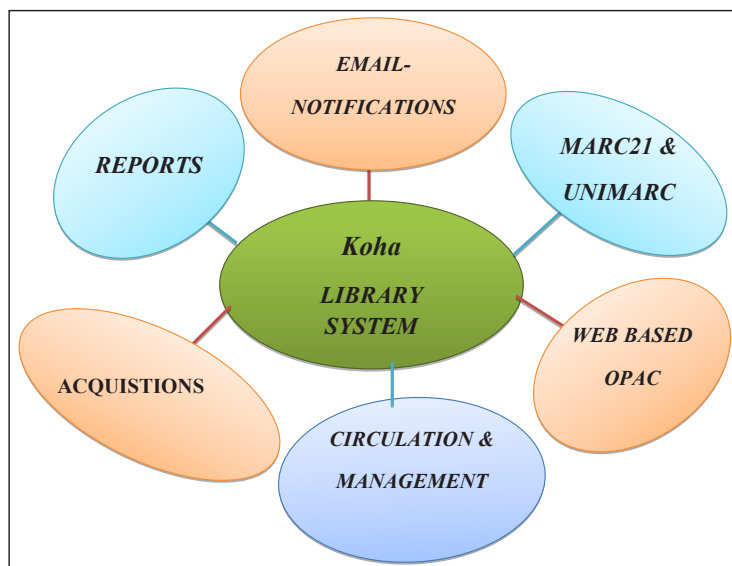 EMAIL-
NOTIFICATIONS
REPORTS
MARC21 &
UNIMARC
Koha
LIBRARY
SYSTEM
ACQUISTIONS
WEB BASED
OPAC
CIRCULATION &
MANAGEMENT